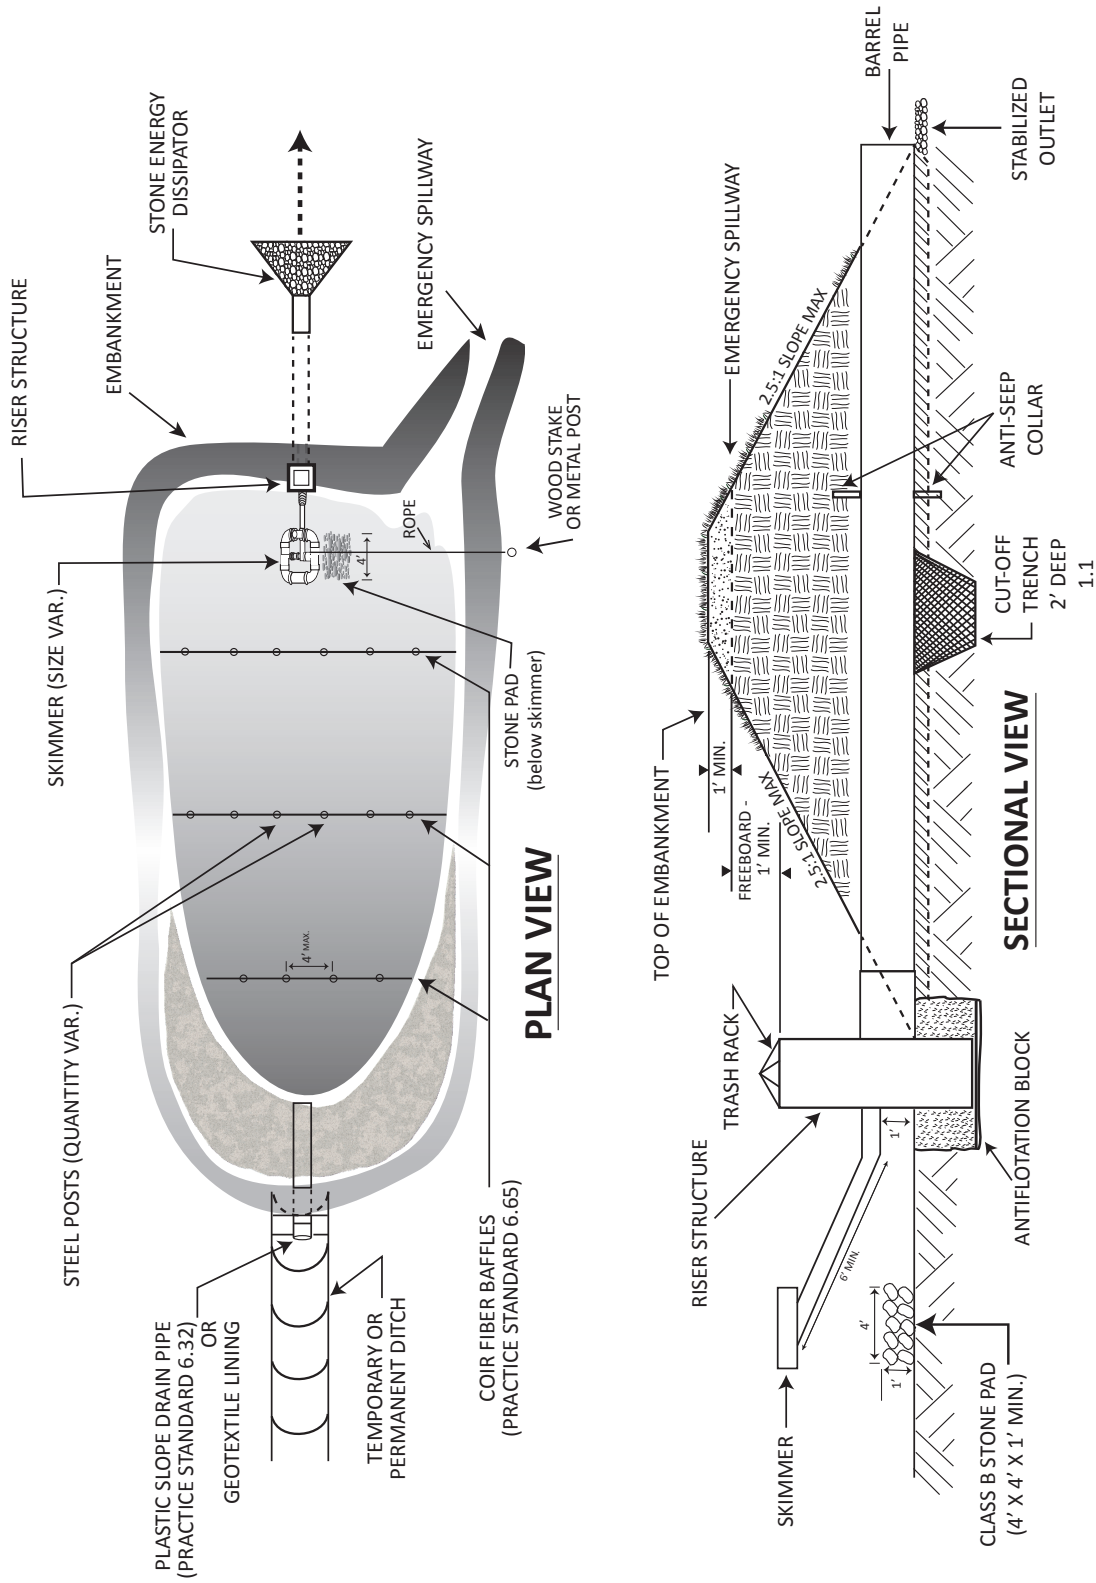 PLASTIC SLOPE DRAIN PIPE
(PRACTICE STANDARD 6.32)
OR
GEOTEXTILE LINING
TEMPORARY OR
PERMANENT DITCH
STEEL POSTS (QUANTITY VAR.)
COIR FIBER BAFFLES
(PRACTICE STANDARD 6.65)
4' MAX.
SKIMMER (SIZE VAR.)
STONE PAD
(below skimmer)
RISER STRUCTURE
EMBANKMENT
4'
ROPE
WOOD STAKE
OR METAL POST
STONE ENERGY
DISSIPATOR
EMERGENCY SPILLWAY
PLAN VIEW
SKIMMER
CLASS B STONE PAD
(4' X 4' X 1' MIN.)
1'
4'
6' MIN.
RISER STRUCTURE
TRASH RACK
1'
ANTIFLOTATION BLOCK
TOP OF EMBANKMENT
1' MIN.
FREEBOARD -
1' MIN.
2.5:1 SLOPE MAX
2.5:1 SLOPE MAX
EMERGENCY SPILLWAY
CUT-OFF
TRENCH
2' DEEP
1.1
ANTI-SEEP
COLLAR
BARREL
PIPE
STABILIZED
OUTLET
SECTIONAL VIEW